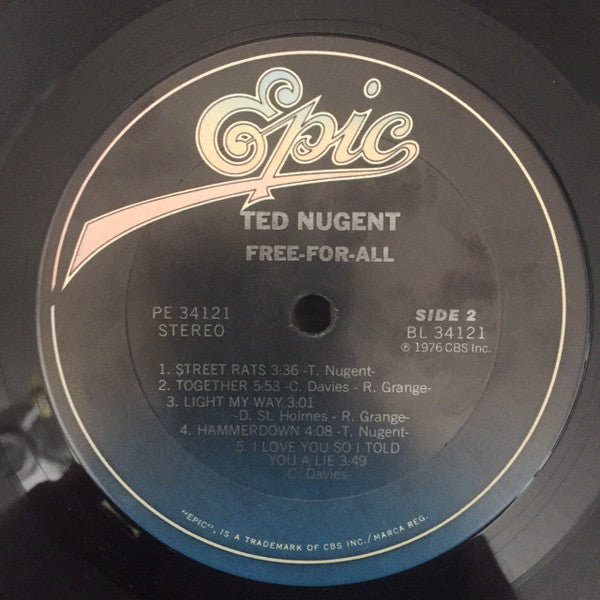 Epic
TED NUGENT
FREE-FOR-ALL
PE 34121
STEREO
SIDE 2
BL 34121
℗ 1976 CBS Inc.
1. STREET RATS 3:36 -T. Nugent-
2. TOGETHER 5:53 -C. Davies - R. Grange-
3. LIGHT MY WAY 3:01
-D. St. Holmes - R. Grange-
4. HAMMERDOWN 4:08 -T. Nugent-
5. I LOVE YOU SO I TOLD
YOU A LIE 3:49
-C. Davies-
"EPIC", IS A TRADEMARK OF CBS INC./MARCA REG.